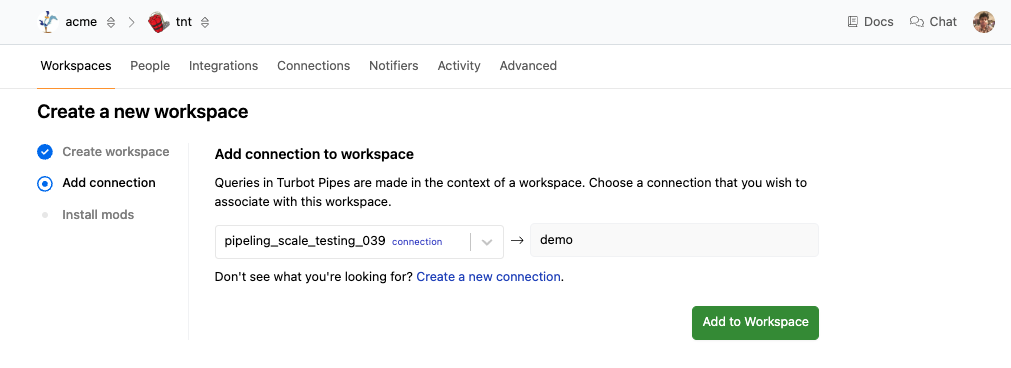 acme tnt Docs Chat
Workspaces People Integrations Connections Notifiers Activity Advanced
Create a new workspace
Create workspace
Add connection
Install mods
Add connection to workspace
Queries in Turbot Pipes are made in the context of a workspace. Choose a connection that you wish to
associate with this workspace.
pipeling_scale_testing_039 connection → demo
Don't see what you're looking for? Create a new connection.
Add to Workspace